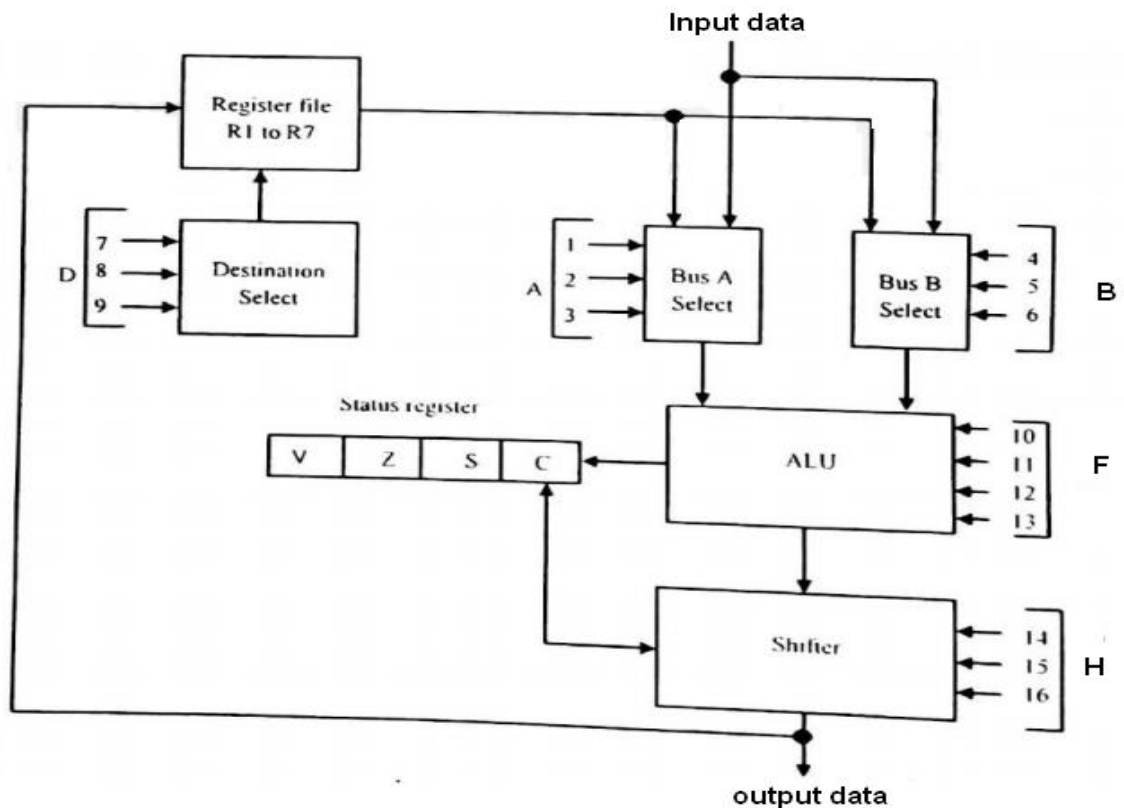 Input data
Register file
R1 to R7
D
7
8
9
Destination
Select
A
1
2
3
Bus A
Select
Bus B
Select
4
5
6
B
Status register
V Z S C
ALU
10
11
12
13
F
Shifter
14
15
16
H
output data